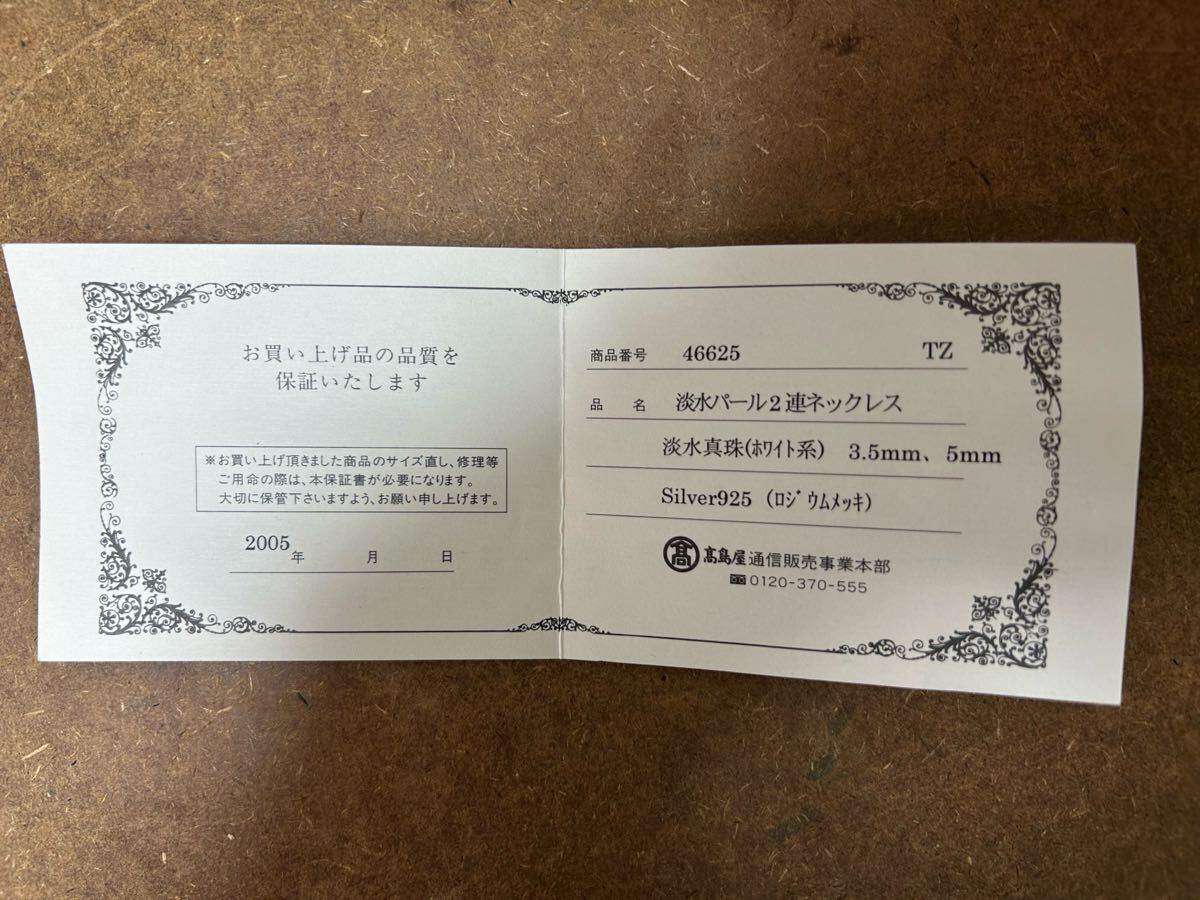 お買い上げ品の品質を
保証いたします
※お買い上げ頂きました商品のサイズ直し、修理等
ご用命の際は、本保証書が必要になります。
大切に保管下さいますよう、お願い申し上げます。
2005年 月 日
商品番号 46625 TZ
品 名 淡水パール2連ネックレス
淡水真珠(ホワイト系) 3.5mm、5mm
Silver925 (ロジウムメッキ)
髙 髙島屋通信販売事業本部
0120-370-555